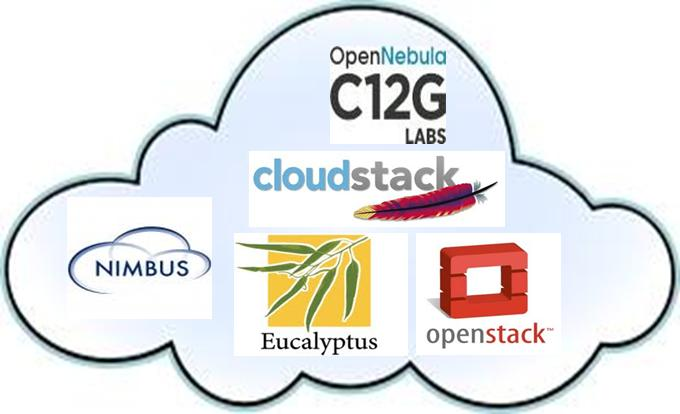 OpenNebula
C12G
LABS
cloudstack
NIMBUS
Eucalyptus
openstack™